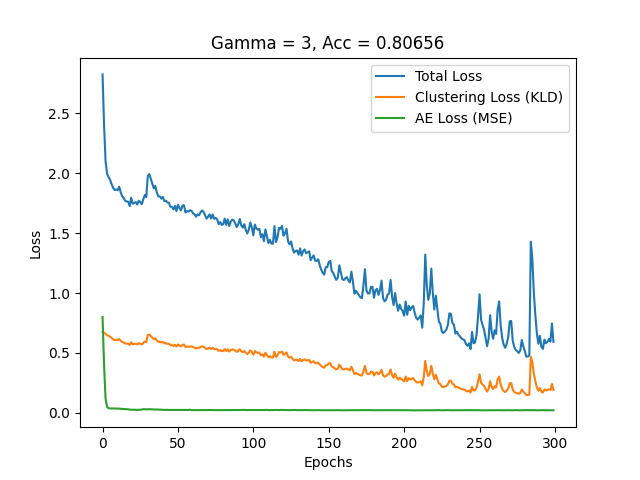 Gamma = 3, Acc = 0.80656
Total Loss
Clustering Loss (KLD)
AE Loss (MSE)
Loss
2.5
2.0
1.5
1.0
0.5
0.0
0 50 100 150 200 250 300
Epochs